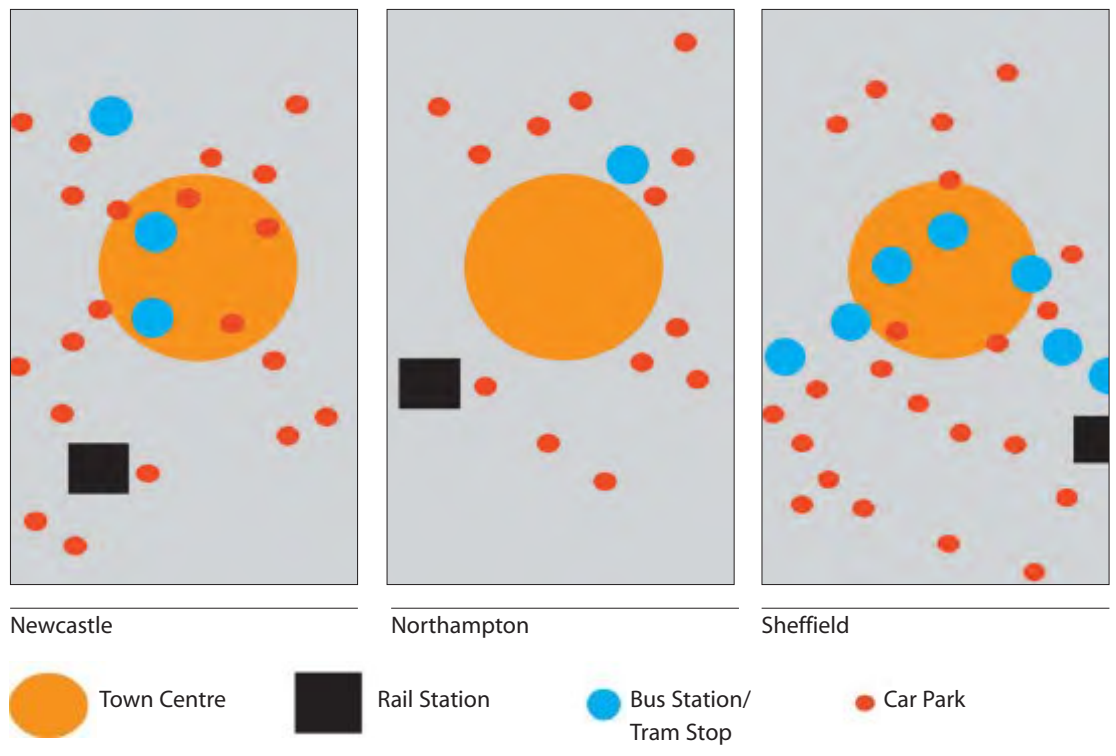 Newcastle
Northampton
Sheffield
Town Centre
Rail Station
Bus Station/
Tram Stop
Car Park